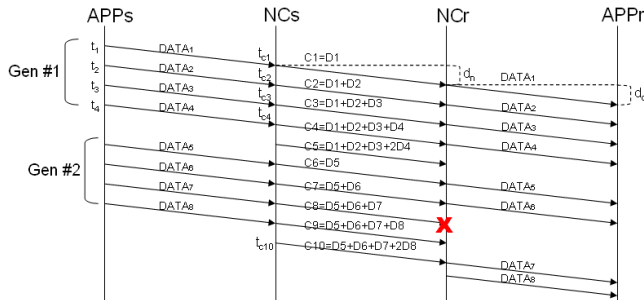 APPs NCs NCr APPr
Gen #1
t1 DATA1 tc1 C1=D1
t2 DATA2 tc2 C2=D1+D2 dn DATA1
t3 DATA3 tc3 C3=D1+D2+D3 DATA2 
t4 DATA4 tc4 C4=D1+D2+D3+D4 DATA3
C5=D1+D2+D3+2D4 DATA4
Gen #2
DATA5 C6=D5
DATA6 C7=D5+D6 DATA5
DATA7 C8=D5+D6+D7 DATA6
DATA8 C9=D5+D6+D7+D8
tc10 C10=D5+D6+D7+2D8 DATA7
DATA8